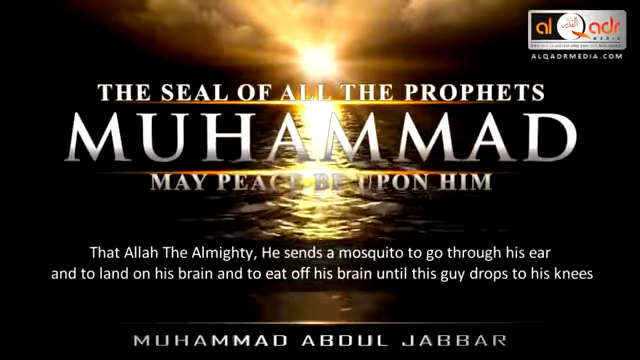 al Qadr
MEDIA
ALQADRMEDIA.COM
THE SEAL OF ALL THE PROPHETS
MUHAMMAD
MAY PEACE BE UPON HIM
That Allah The Almighty, He sends a mosquito to go through his ear
and to land on his brain and to eat off his brain until this guy drops to his knees
MUHAMMAD ABDUL JABBAR